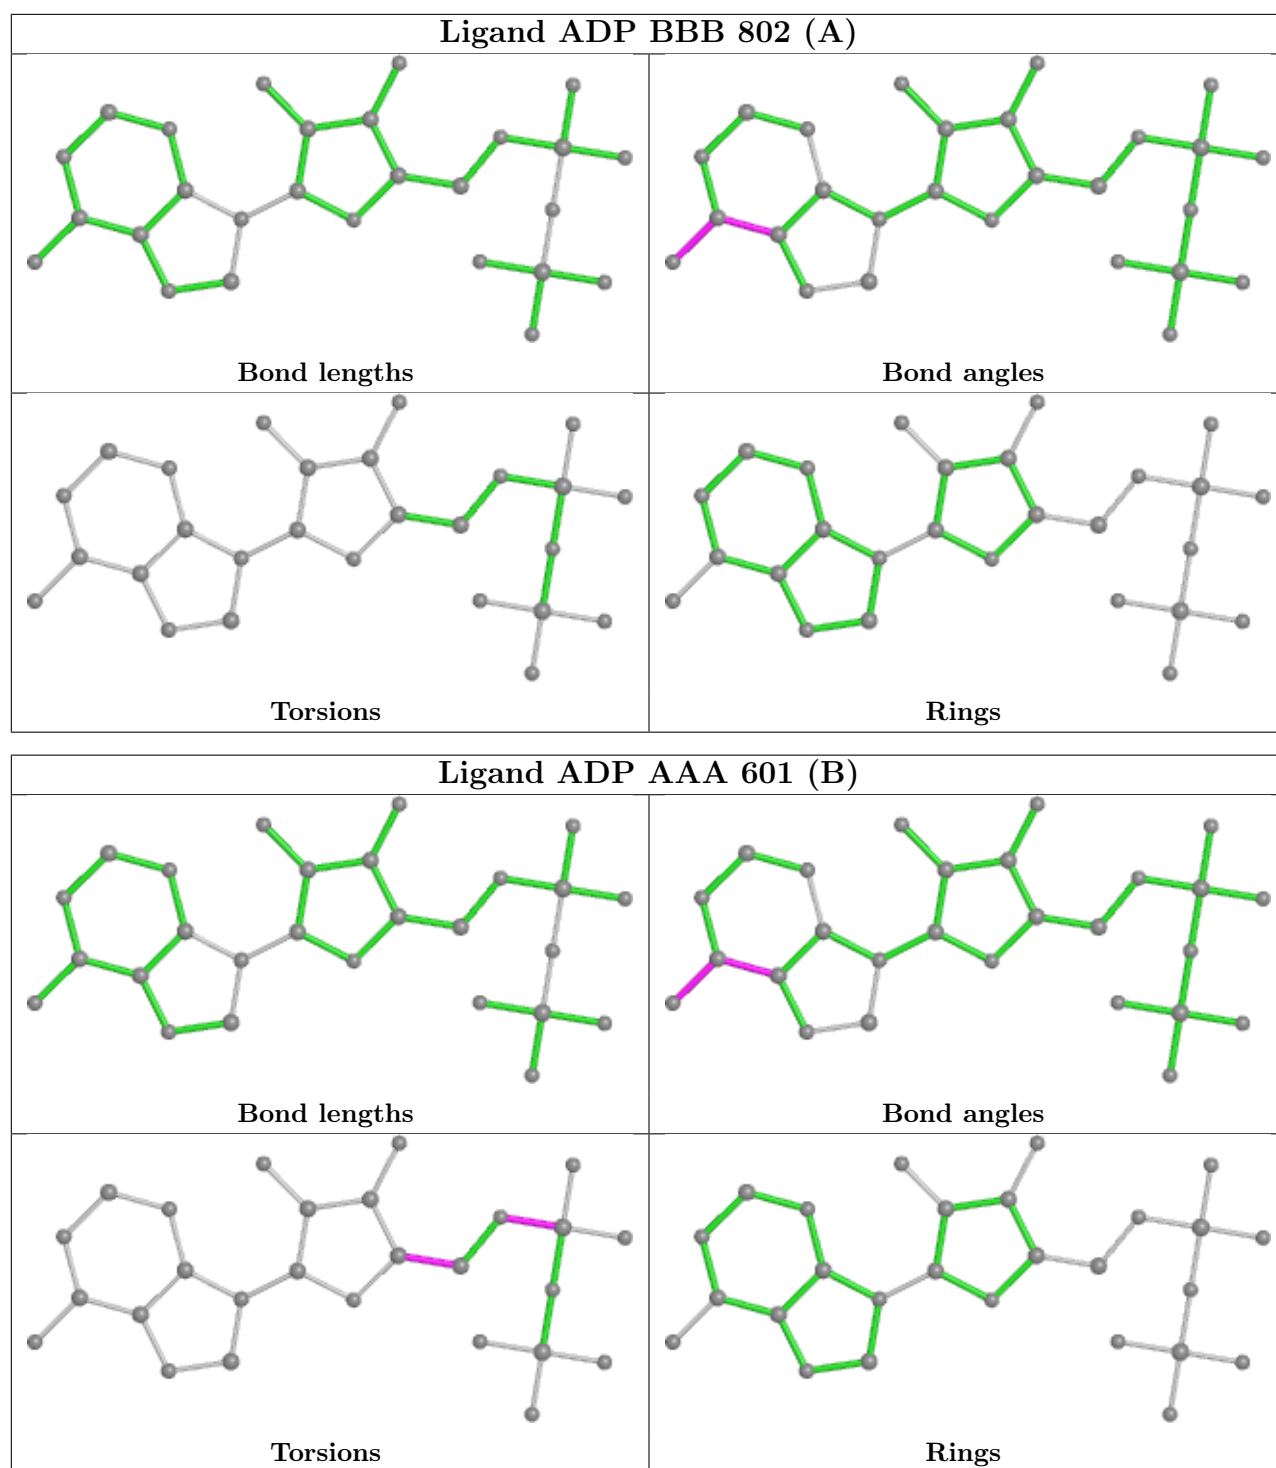 Ligand ADP BBB 802 (A)
Bond lengths
Bond angles
Torsions
Rings
Ligand ADP AAA 601 (B)
Bond lengths
Bond angles
Torsions
Rings